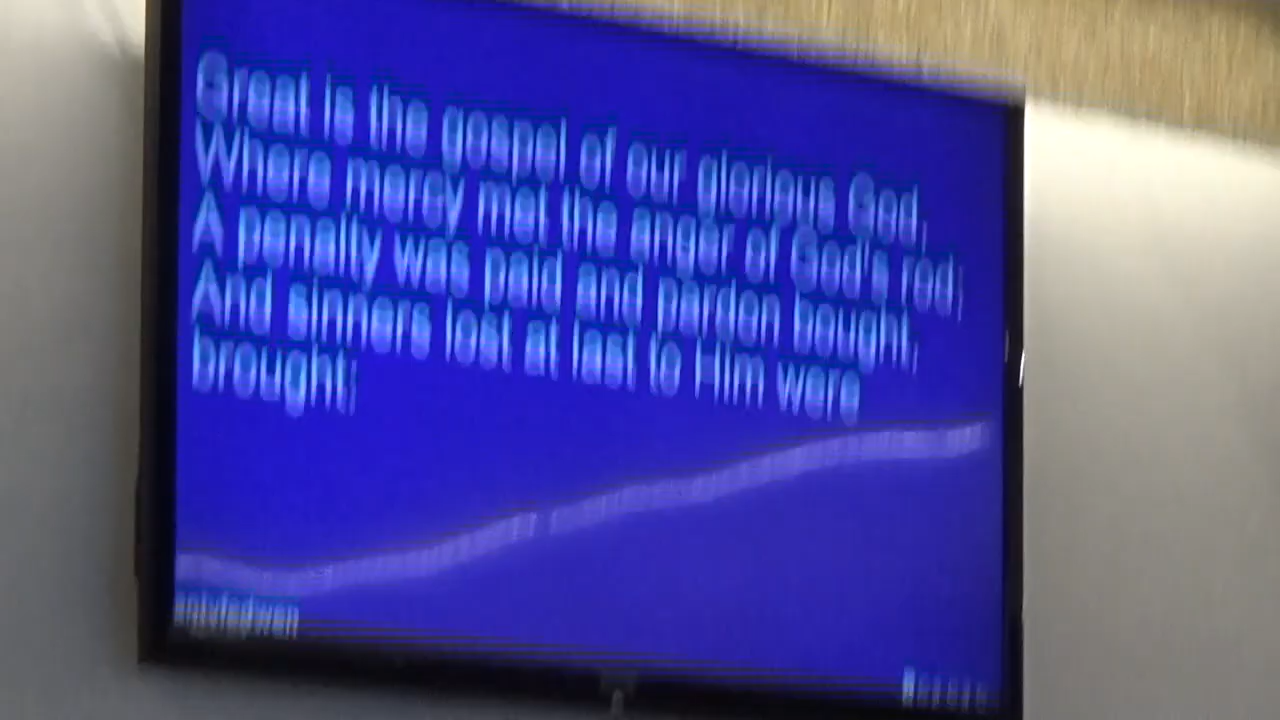 Great is the gospel of our glorious God,
Where mercy met the anger of God's rod;
A penalty was paid and pardon bought,
And sinners lost at last to Him were
brought;